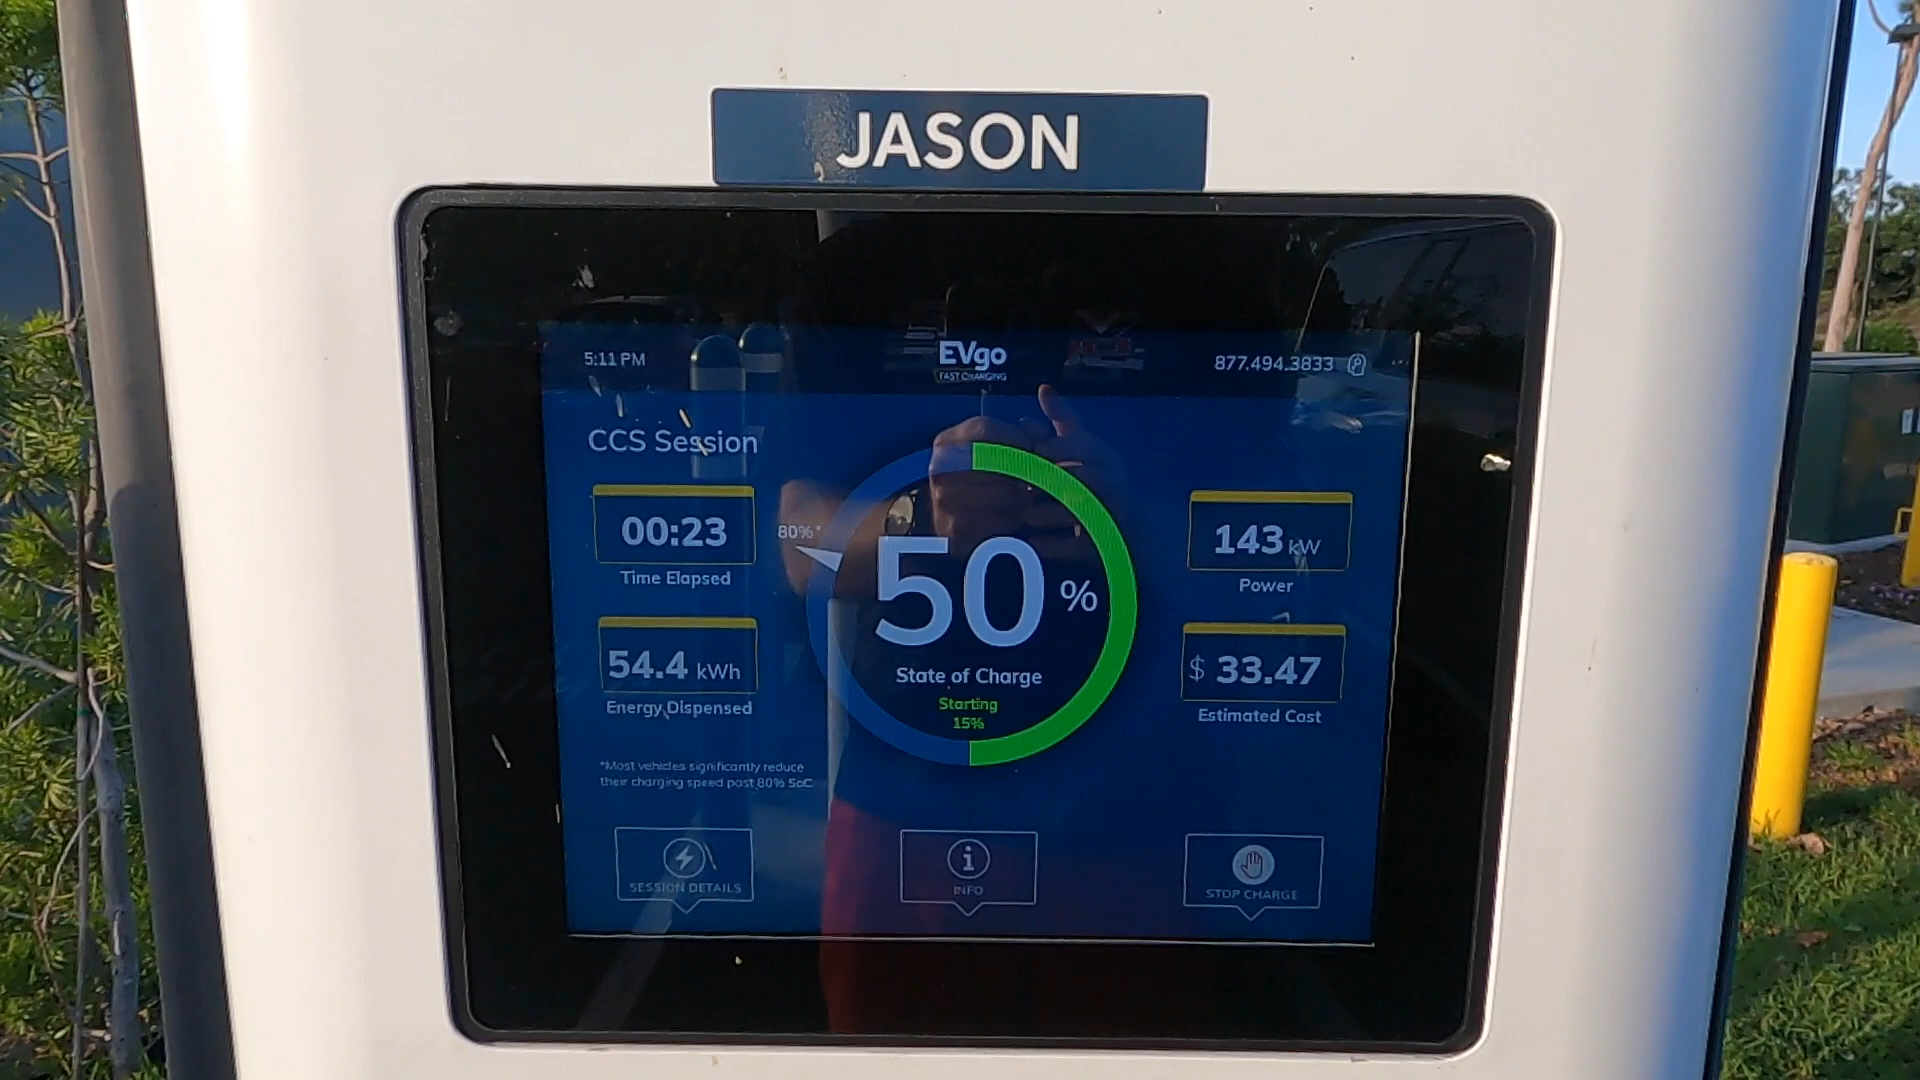 JASON
5:11 PM
EVgo
FAST CHARGING
877.494.3833
CCS Session
00:23
Time Elapsed
54.4 kWh
Energy Dispensed
80%*
50 %
State of Charge
Starting
15%
143 kW
Power
$ 33.47
Estimated Cost
*Most vehicles significantly reduce
their charging speed past 80% SoC
SESSION DETAILS
INFO
STOP CHARGE